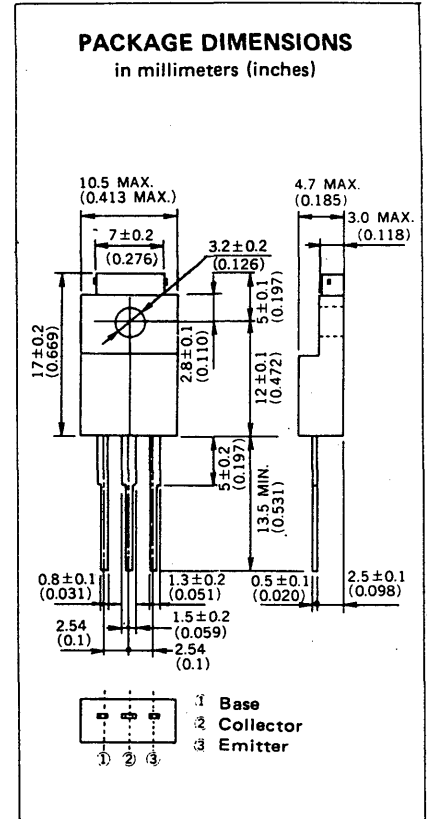 PACKAGE DIMENSIONS
in millimeters (inches)
10.5 MAX.
(0.413 MAX.)
4.7 MAX.
(0.185)
3.0 MAX.
(0.118)
7±0.2
(0.276)
3.2±0.2
(0.126)
5±0.1
(0.197)
17±0.2
(0.669)
2.8±0.1
(0.110)
12±0.1
(0.472)
5±0.2
(0.197)
13.5 MIN.
(0.531)
0.8±0.1
(0.031)
1.3±0.2
(0.051)
0.5±0.1
(0.020)
2.5±0.1
(0.098)
1.5±0.2
(0.059)
2.54
(0.1)
2.54
(0.1)
① Base
② Collector
③ Emitter
① ② ③